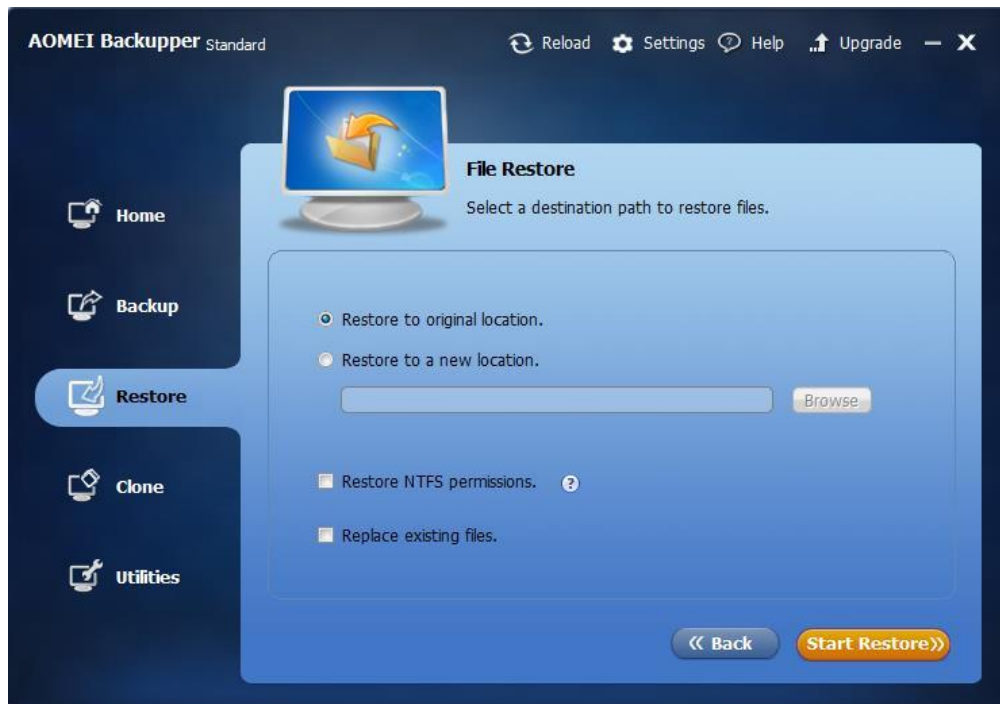 AOMEI Backupper Standard
Reload Settings Help Upgrade
File Restore
Select a destination path to restore files.
Home
Backup
Restore to original location.
Restore to a new location.
Restore
Browse
Clone
Restore NTFS permissions. ?
Replace existing files.
Utilities
Back
Start Restore